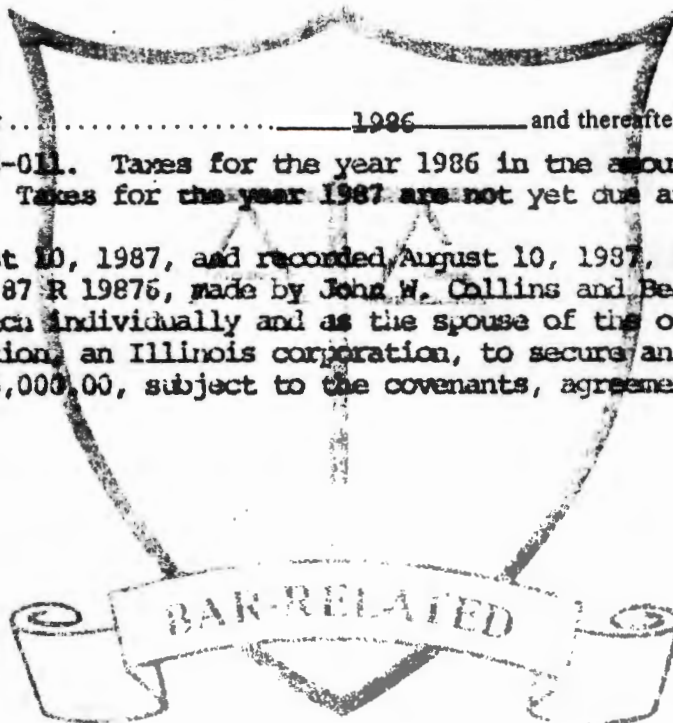 1986 and thereafte
-011. Taxes for the year 1986 in the amou
Taxes for the year 1987 are not yet due a
st 10, 1987, and recorded August 10, 1987,
87 R 19876, made by John W. Collins and Be
ch individually and as the spouse of the o
tion, an Illinois corporation, to secure an
,000.00, subject to the covenants, agreeme
BAR-RELATED